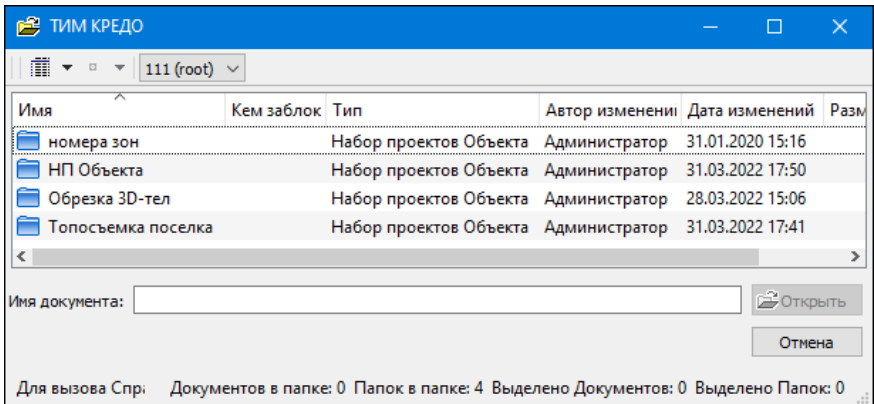 ТИМ КРЕДО
111 (root)
Имя Кем заблок Тип Автор изменени Дата изменений Разм
номера зон Набор проектов Объекта Администратор 31.01.2020 15:16
НП Объекта Набор проектов Объекта Администратор 31.03.2022 17:50
Обрезка 3D-тел Набор проектов Объекта Администратор 28.03.2022 15:06
Топосъемка поселка Набор проектов Объекта Администратор 31.03.2022 17:41
Имя документа: Открыть
Отмена
Для вызова Спра Документов в папке: 0 Папок в папке: 4 Выделено Документов: 0 Выделено Папок: 0